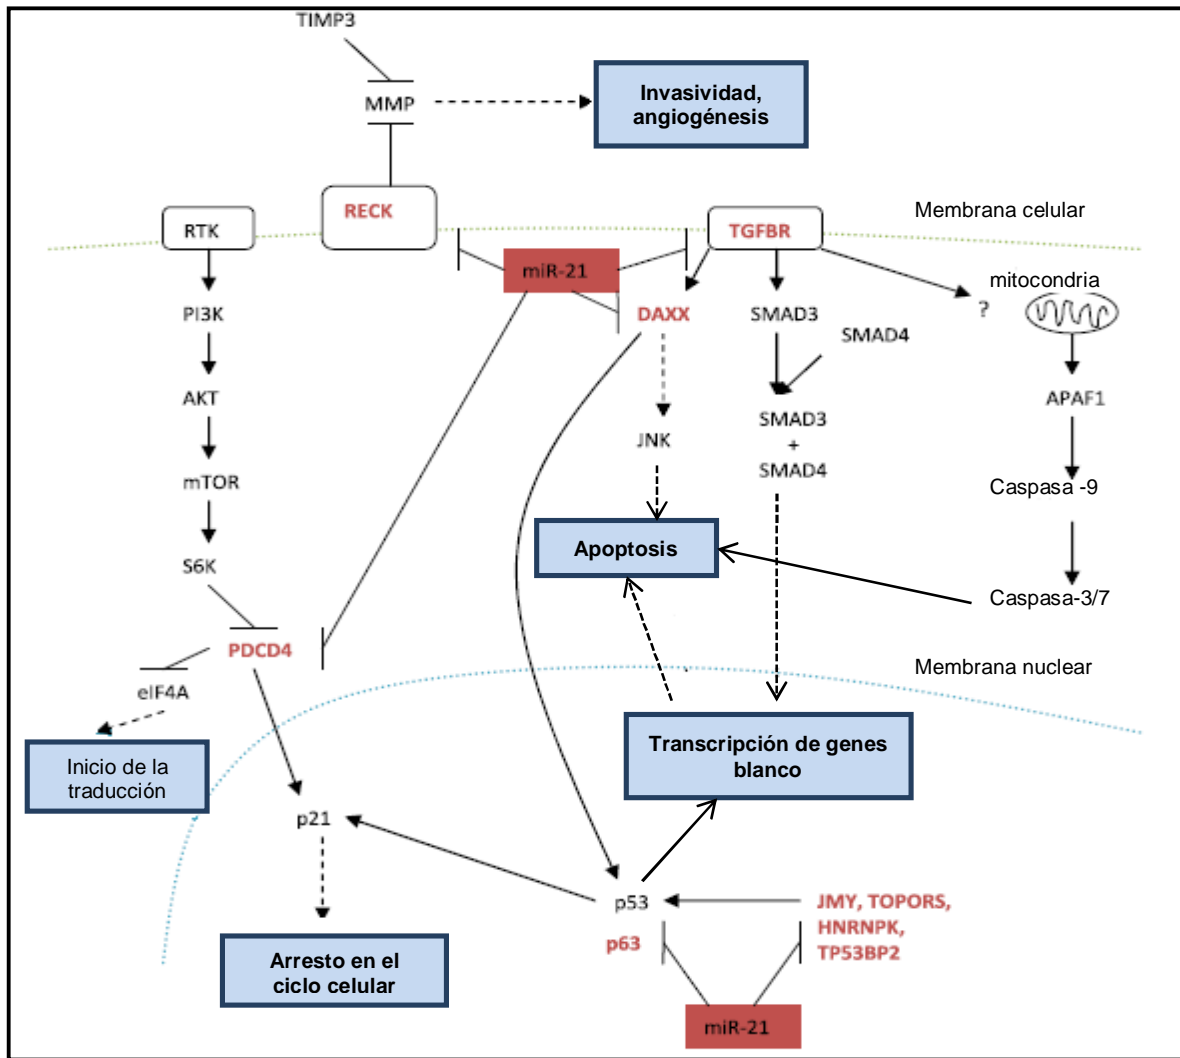 TIMP3
MMP
Invasividad,
angiogénesis
RECK
RTK
TGFBR
Membrana celular
miR-21
mitocondria
?
PI3K
DAXX
SMAD3
SMAD4
AKT
APAF1
SMAD3
+
SMAD4
JNK
mTOR
Caspasa -9
Apoptosis
S6K
Caspasa-3/7
PDCD4
Membrana nuclear
eIF4A
Inicio de la
traducción
Transcripción de genes
blanco
p21
p53
p63
JMY, TOPORS,
HNRNPK,
TP53BP2
Arresto en el
ciclo celular
miR-21